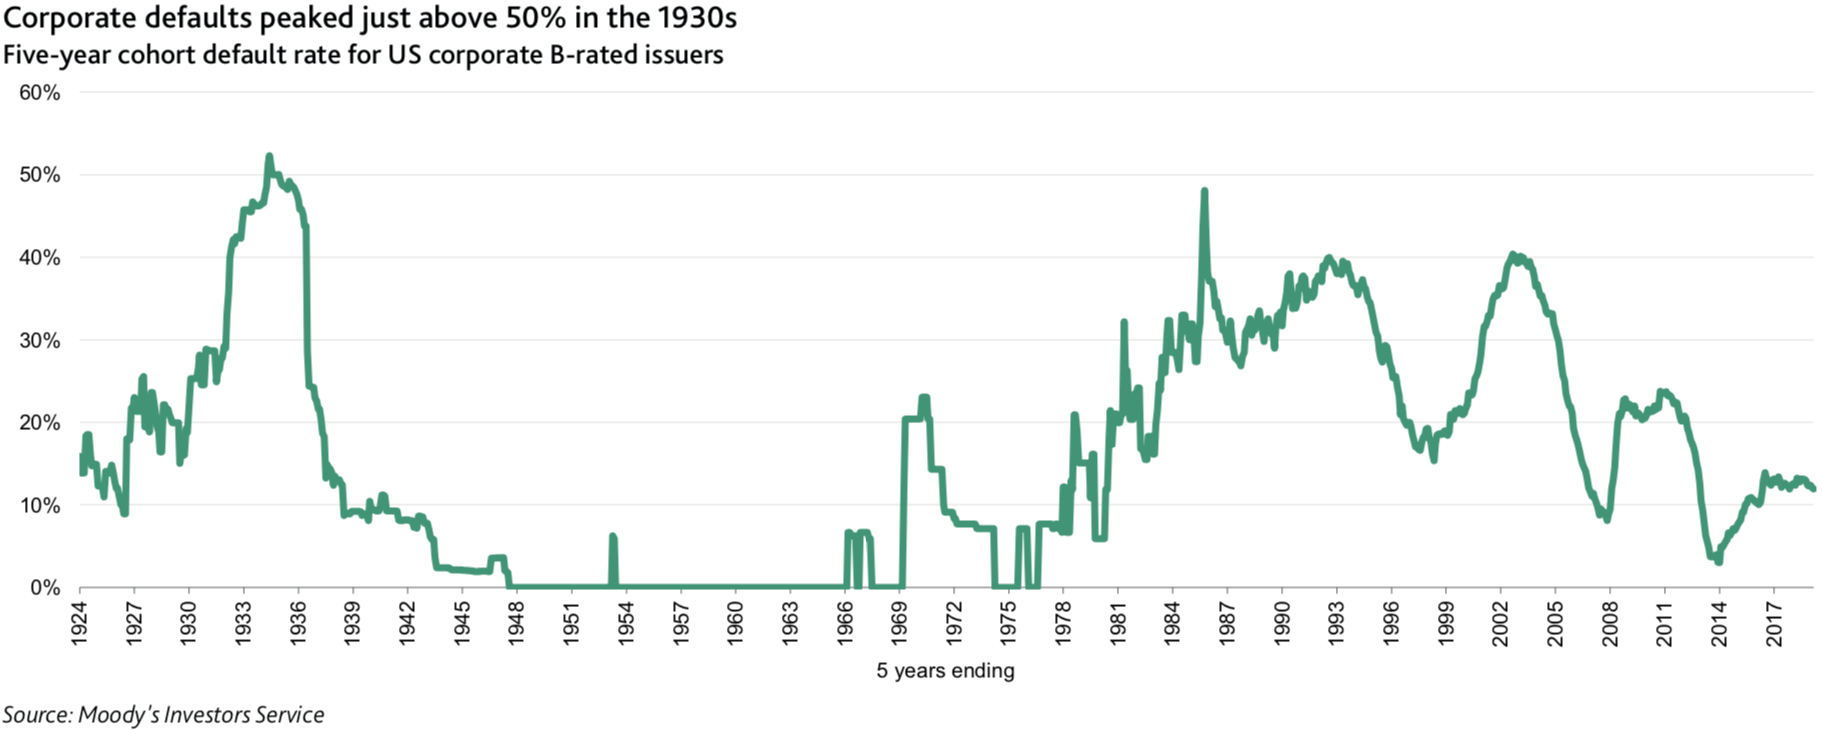 Corporate defaults peaked just above 50% in the 1930s
Five-year cohort default rate for US corporate B-rated issuers
60%
50%
40%
30%
20%
10%
0%
1924 1927 1930 1933 1936 1939 1942 1945 1948 1951 1954 1957 1960 1963 1966 1969 1972 1975 1978 1981 1984 1987 1990 1993 1996 1999 2002 2005 2008 2011 2014 2017
5 years ending
Source: Moody's Investors Service